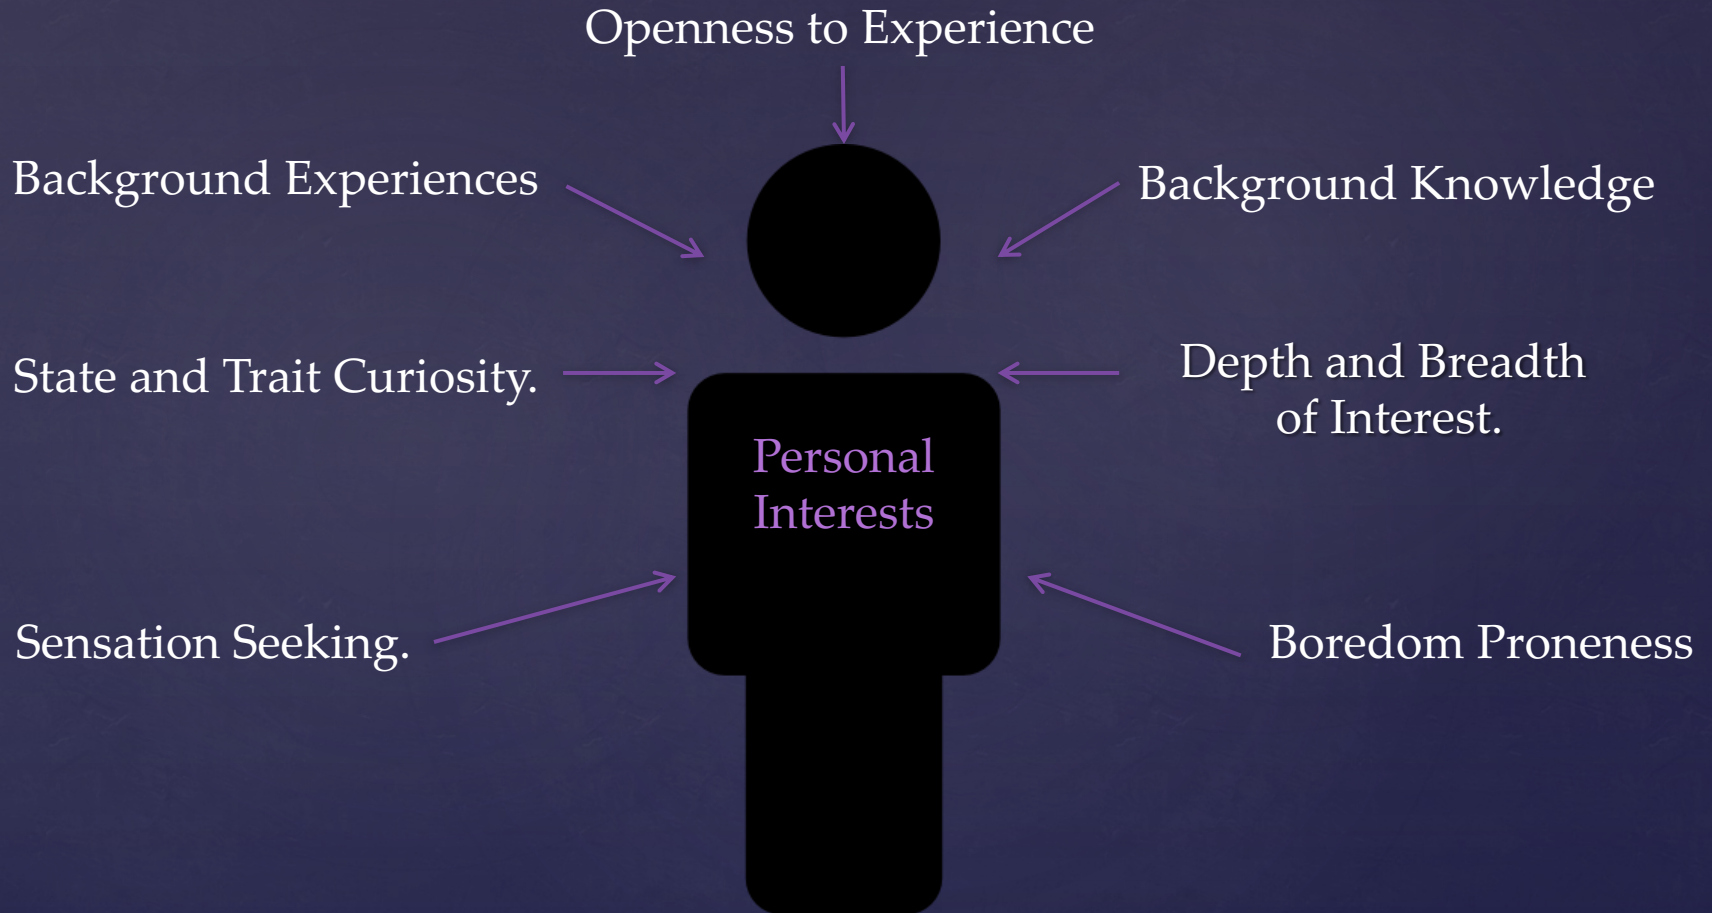 Openness to Experience
Background Experiences
Background Knowledge
State and Trait Curiosity.
Depth and Breadth
of Interest.
Personal
Interests
Sensation Seeking.
Boredom Proneness